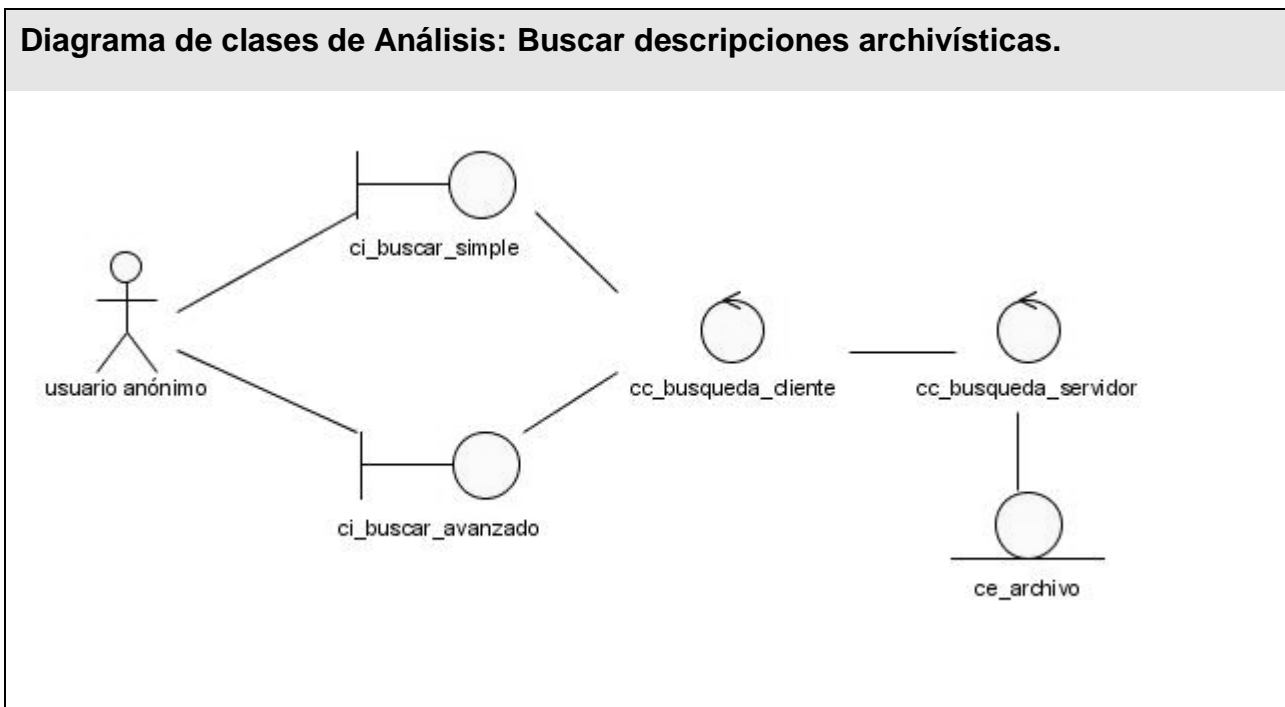 Diagrama de clases de Análisis: Buscar descripciones archivísticas.
ci_buscar_simple
usuario anónimo
cc_busqueda_cliente
cc_busqueda_servidor
ci_buscar_avanzado
ce_archivo